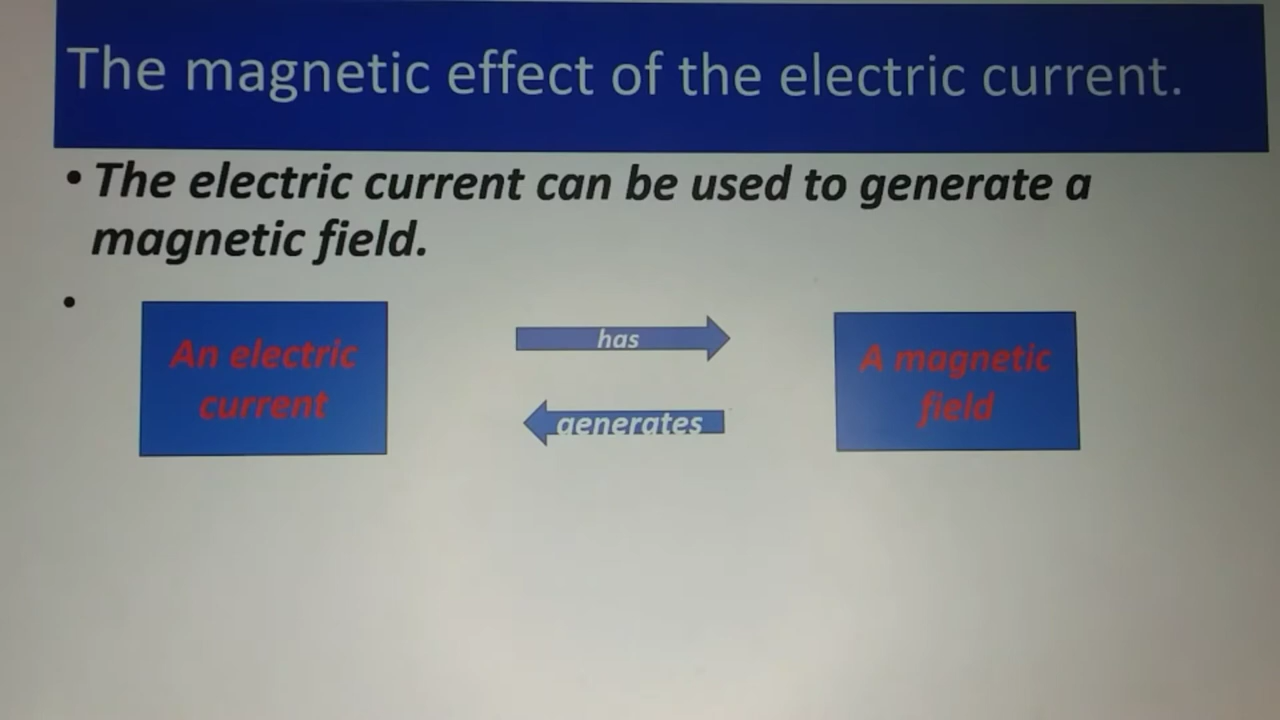 The magnetic effect of the electric current.
• The electric current can be used to generate a
magnetic field.
•
An electric
current
has
generates
A magnetic
field